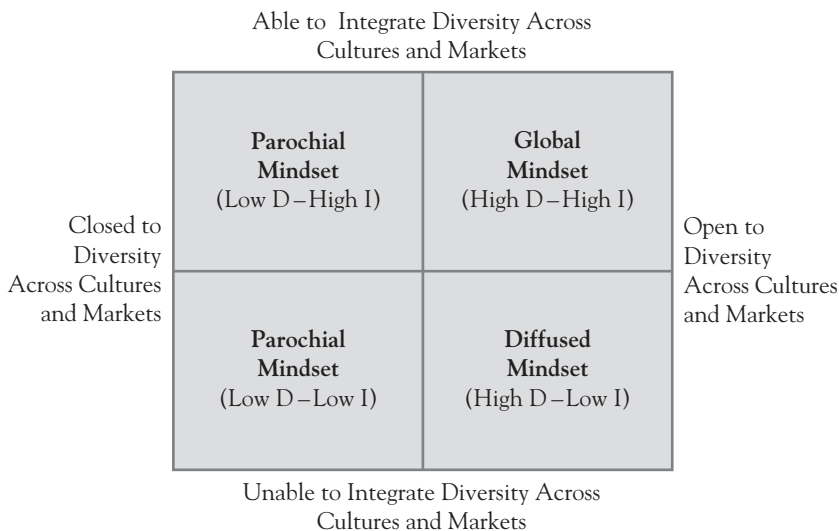 Able to Integrate Diversity Across
Cultures and Markets
Parochial
Mindset
(Low D–High I)
Global
Mindset
(High D–High I)
Closed to
Diversity
Across Cultures
and Markets
Open to
Diversity
Across Cultures
and Markets
Parochial
Mindset
(Low D–Low I)
Diffused
Mindset
(High D–Low I)
Unable to Integrate Diversity Across
Cultures and Markets